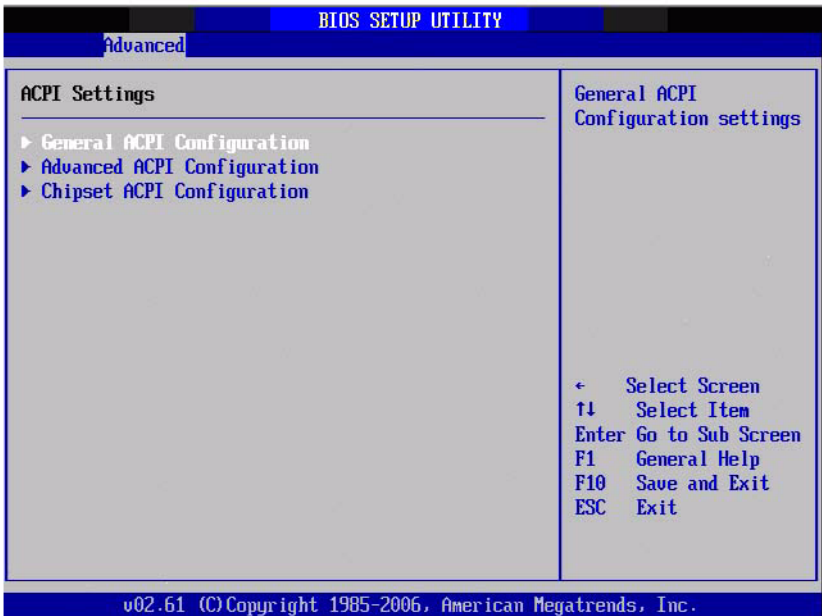 BIOS SETUP UTILITY
Advanced
ACPI Settings
▶ General ACPI Configuration
▶ Advanced ACPI Configuration
▶ Chipset ACPI Configuration
General ACPI
Configuration settings
← Select Screen
↑↓ Select Item
Enter Go to Sub Screen
F1 General Help
F10 Save and Exit
ESC Exit
v02.61 (C)Copyright 1985-2006, American Megatrends, Inc.